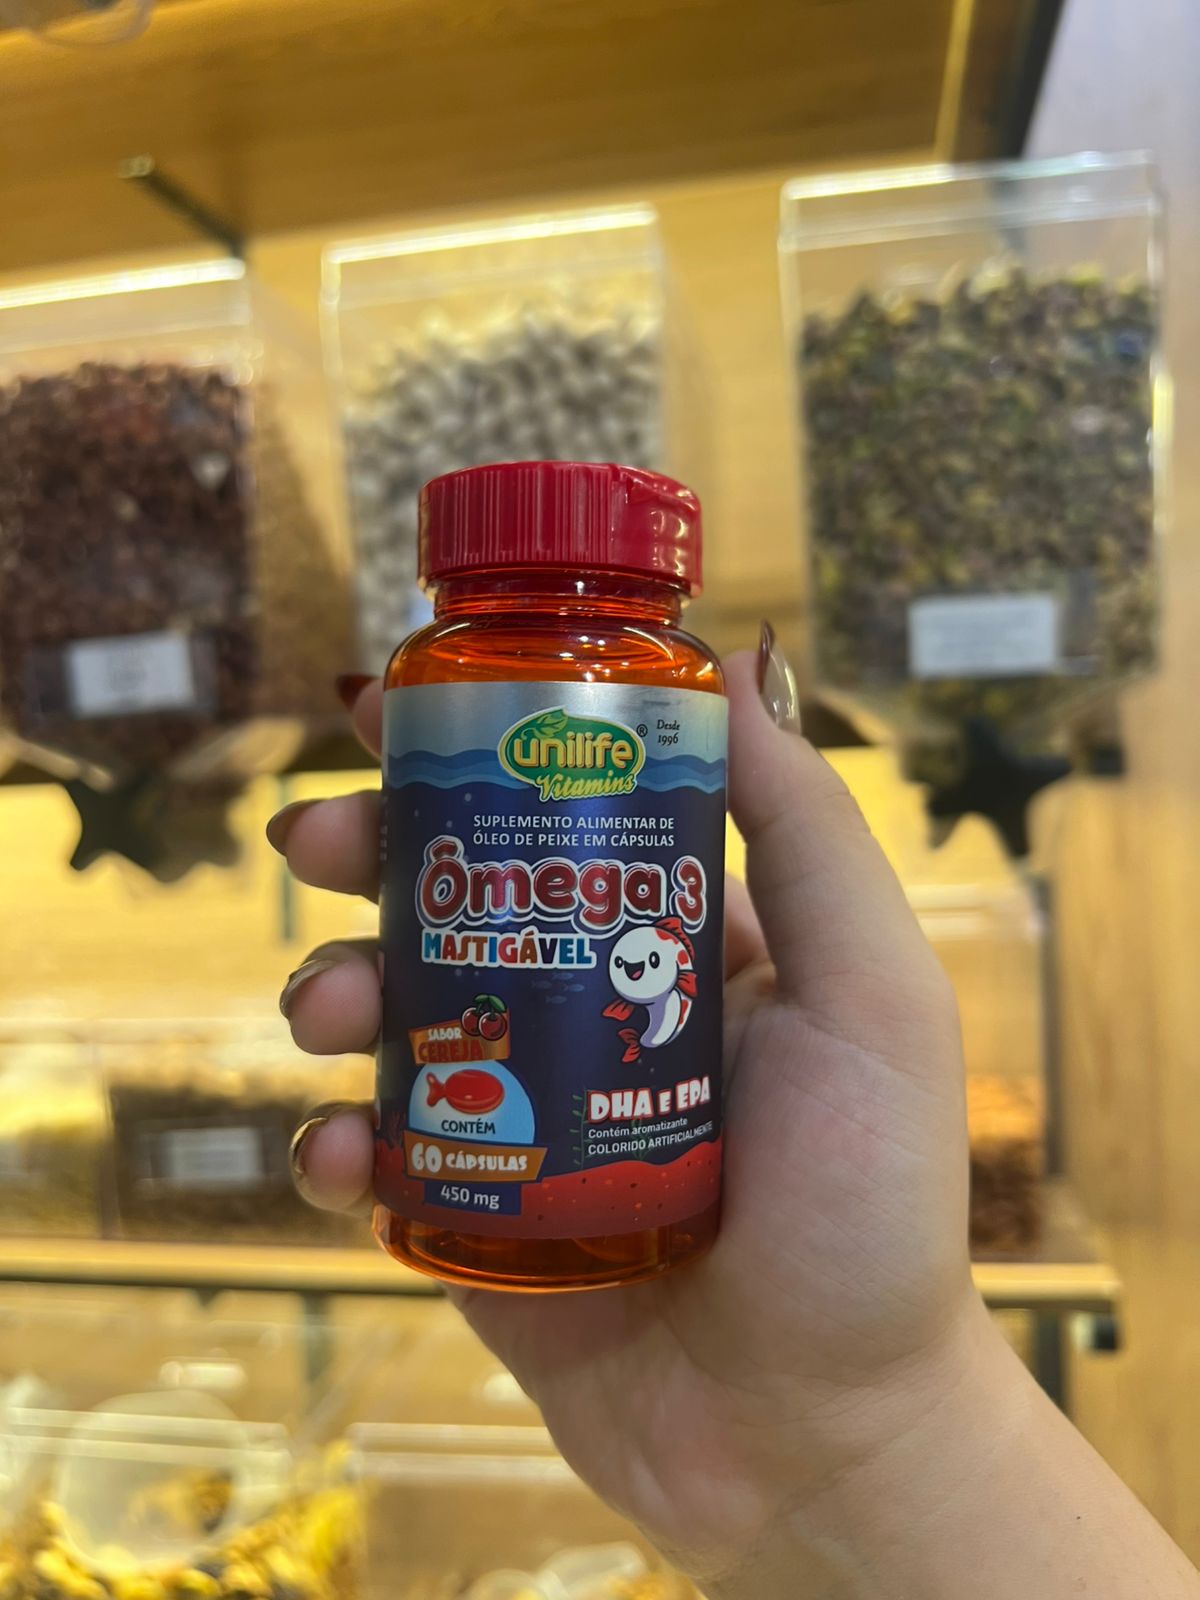 unilife®
Vitamins
Desde
1996
SUPLEMENTO ALIMENTAR DE
ÓLEO DE PEIXE EM CÁPSULAS
Ômega 3
MASTIGÁVEL
SABOR
CEREJA
CONTÉM
60 CÁPSULAS
450 mg
DHA E EPA
Contém aromatizante
COLORIDO ARTIFICIALMENTE